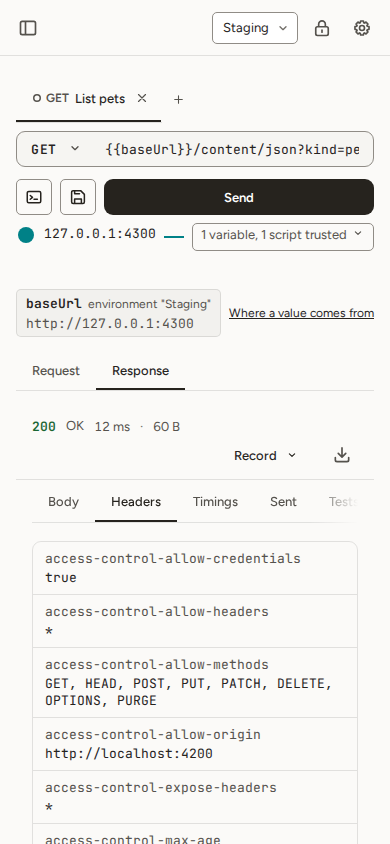 Staging
GET List pets
GET {{baseUrl}}/content/json?kind=pe
Send
127.0.0.1:4300
1 variable, 1 script trusted
baseUrl environment "Staging"
http://127.0.0.1:4300
Where a value comes from
Request Response
200 OK 12 ms · 60 B
Record
Body Headers Timings Sent Tests
access-control-allow-credentials
true
access-control-allow-headers
*
access-control-allow-methods
GET, HEAD, POST, PUT, PATCH, DELETE,
OPTIONS, PURGE
access-control-allow-origin
http://localhost:4200
access-control-expose-headers
*
access-control-max-age